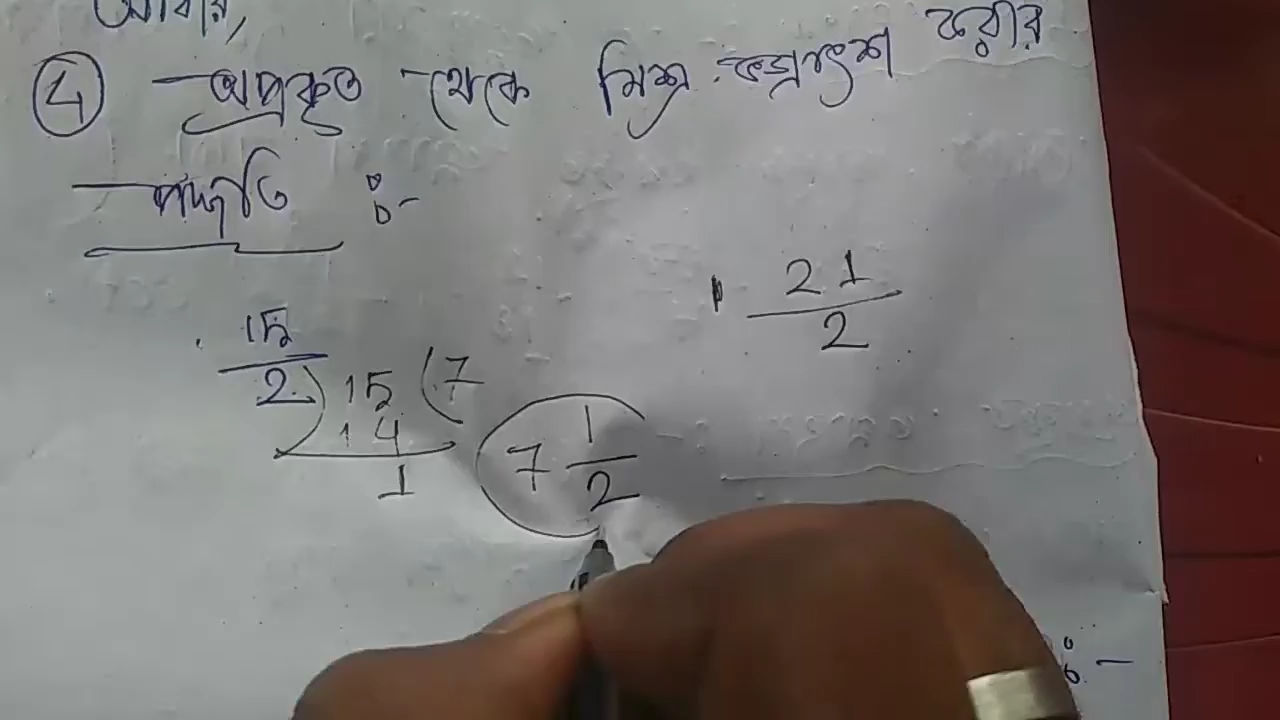 আবার,
④ অপ্রকৃত থেকে মিশ্র ভগ্নাংশ করার
পদ্ধতি :-
21
2
15
2) 15 (7
14
1
7 1/2
:-